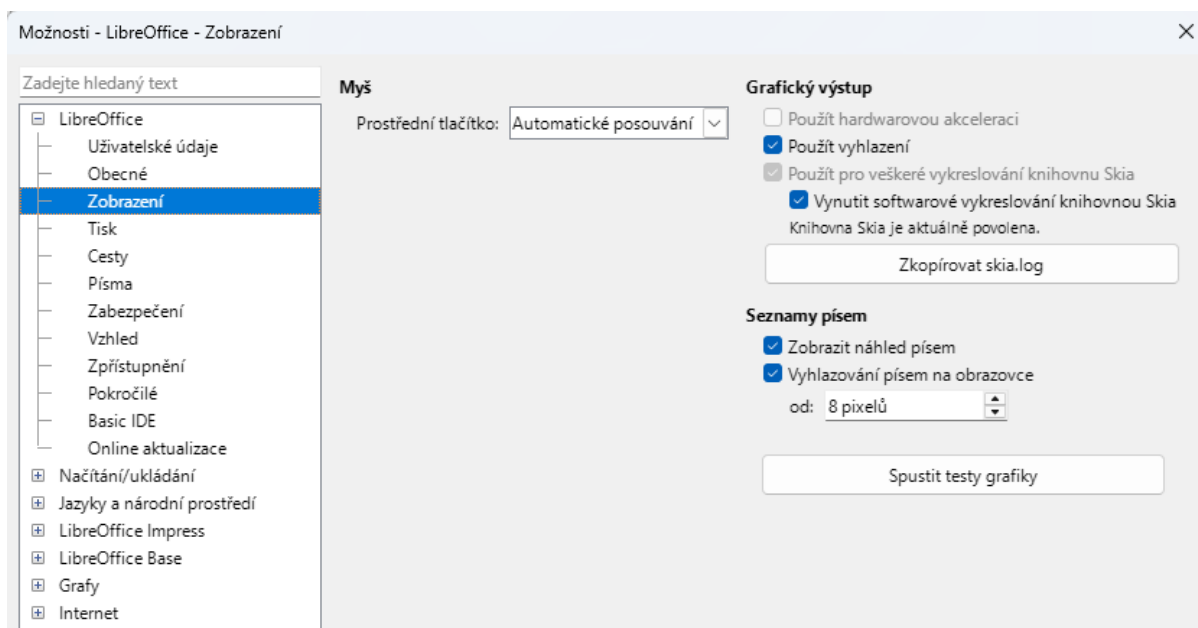 Možnosti - LibreOffice - Zobrazení
Zadejte hledaný text
LibreOffice
Uživatelské údaje
Obecné
Zobrazení
Tisk
Cesty
Písma
Zabezpečení
Vzhled
Zpřístupnění
Pokročilé
Basic IDE
Online aktualizace
Načítání/ukládání
Jazyky a národní prostředí
LibreOffice Impress
LibreOffice Base
Grafy
Internet
Myš
Prostřední tlačítko: Automatické posouvání
Grafický výstup
Použít hardwarovou akceleraci
Použít vyhlazení
Použít pro veškeré vykreslování knihovnu Skia
Vynutit softwarové vykreslování knihovnou Skia
Knihovna Skia je aktuálně povolena.
Zkopírovat skia.log
Seznamy písem
Zobrazit náhled písem
Vyhlazování písem na obrazovce
od: 8 pixelů
Spustit testy grafiky